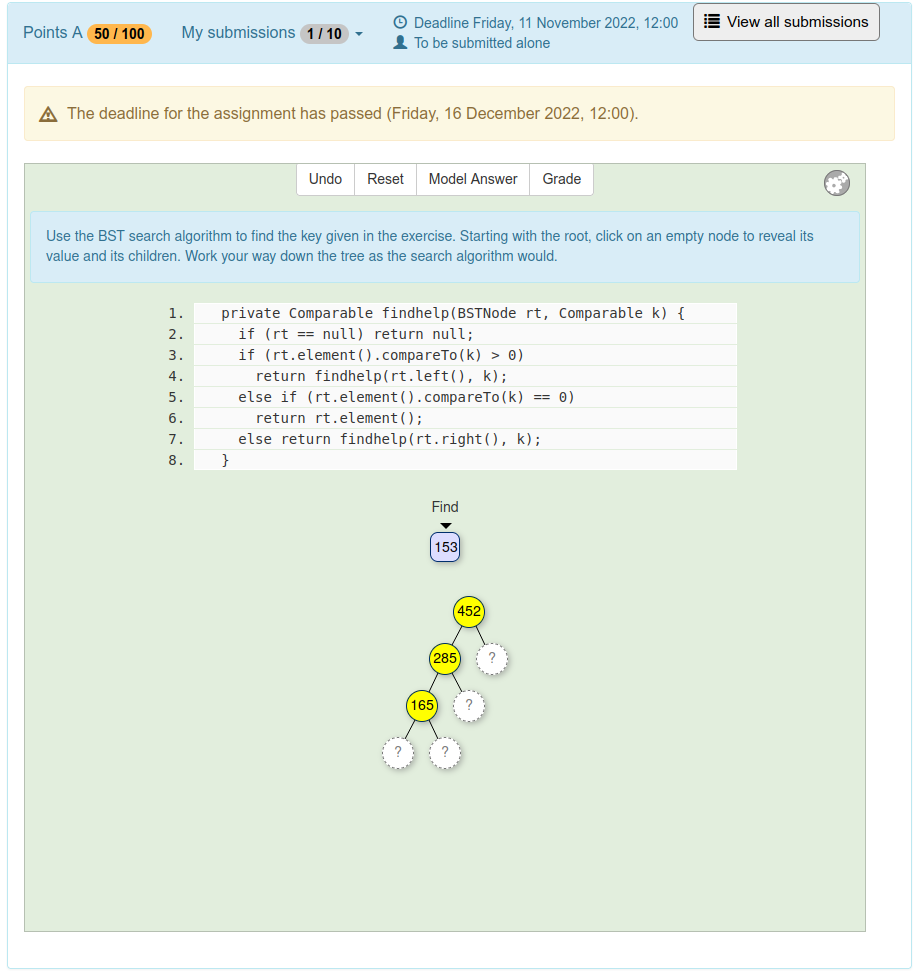 Points A 50 / 100 My submissions 1 / 10 Deadline Friday, 11 November 2022, 12:00 View all submissions
To be submitted alone
The deadline for the assignment has passed (Friday, 16 December 2022, 12:00).
Undo Reset Model Answer Grade
Use the BST search algorithm to find the key given in the exercise. Starting with the root, click on an empty node to reveal its
value and its children. Work your way down the tree as the search algorithm would.
1. private Comparable findhelp(BSTNode rt, Comparable k) {
2. if (rt == null) return null;
3. if (rt.element().compareTo(k) > 0)
4. return findhelp(rt.left(), k);
5. else if (rt.element().compareTo(k) == 0)
6. return rt.element();
7. else return findhelp(rt.right(), k);
8. }
Find
153
452
285 ?
165 ?
? ?